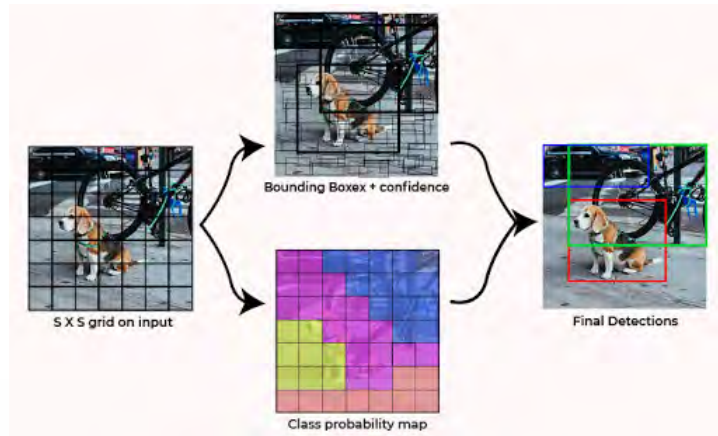 Bounding Boxex + confidence
S X S grid on input
Final Detections
Class probability map